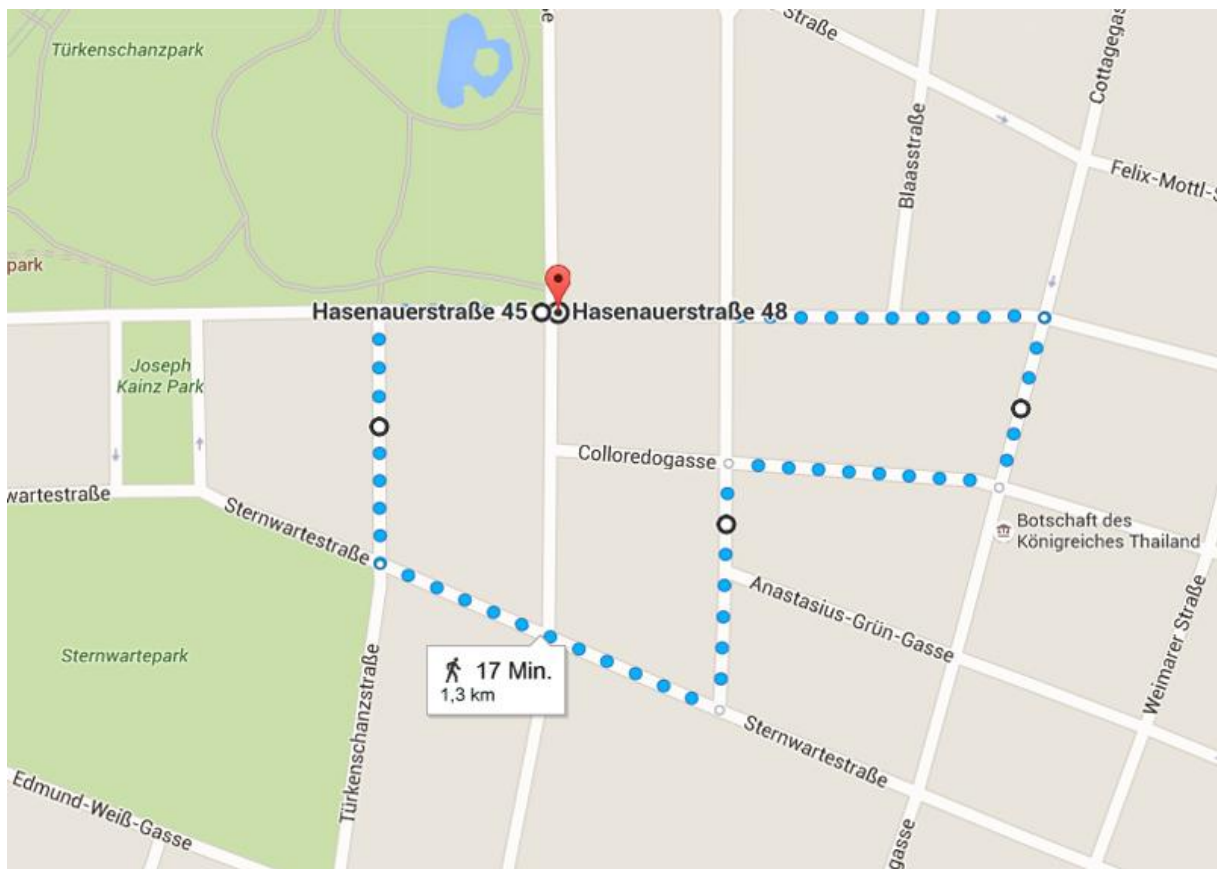 Türkenschanzpark
Straße
Cottagegas
Blaasstraße
Felix-Mottl-S
park
Hasenauerstraße 45
Hasenauerstraße 48
Joseph
Kainz Park
Colloredogasse
wartestraße
Sternwartestraße
Botschaft des
Königreiches Thailand
Anastasius-Grün-Gasse
Sternwartepark
17 Min.
1,3 km
Weimarer Straße
Türkenschanzstraße
Sternwartestraße
Edmund-Weiß-Gasse
gasse